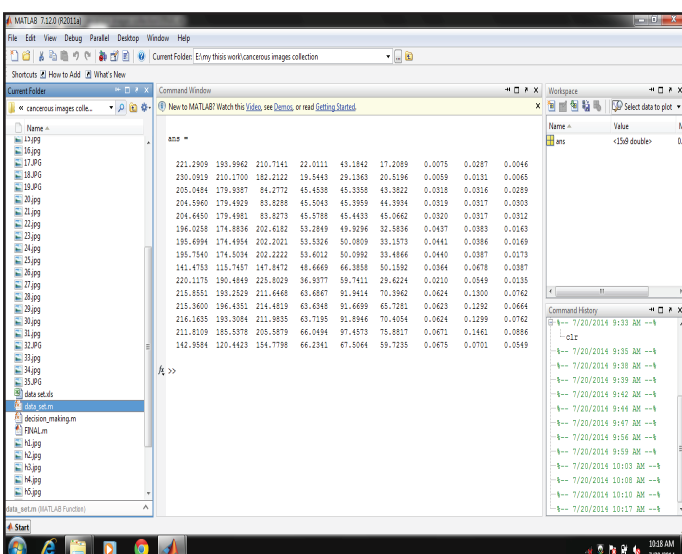 MATLAB 7.12.0 (R2011a)
File Edit View Debug Parallel Desktop Window Help
Current Folder: E:\my thisis work\cancerous images collection
Shortcuts How to Add What's New
Current Folder
« cancerous images colle...
Name
15.jpg
16.jpg
17.JPG
18.JPG
19.JPG
20.jpg
21.jpg
22.jpg
23.jpg
24.jpg
25.jpg
26.jpg
27.jpg
28.jpg
29.jpg
30.jpg
31.jpg
32.JPG
33.jpg
34.jpg
35.JPG
data set.xls
data_set.m
decision_making.m
FINAL.m
h1.jpg
h2.jpg
h3.jpg
h4.jpg
h5.jpg
data_set.m (MATLAB Function)
Command Window
New to MATLAB? Watch this Video, see Demos, or read Getting Started.
ans =
221.2909 193.9962 210.7141 22.0111 43.1842 17.2089 0.0075 0.0287 0.0046
230.0919 210.1700 182.2122 19.5443 29.1363 20.5196 0.0059 0.0131 0.0065
205.0484 179.9387 84.2772 45.4538 45.3358 43.3822 0.0318 0.0316 0.0289
204.5960 179.4929 83.8288 45.5043 45.3959 44.3934 0.0319 0.0317 0.0303
204.6450 179.4981 83.8273 45.5788 45.4433 45.0662 0.0320 0.0317 0.0312
196.0258 174.8836 202.6182 53.2849 49.9296 32.5836 0.0437 0.0383 0.0163
195.6994 174.4954 202.2021 53.5326 50.0809 33.1573 0.0441 0.0386 0.0169
195.7540 174.5034 202.2222 53.6012 50.0992 33.4866 0.0440 0.0387 0.0173
141.4753 115.7457 147.8472 48.6669 66.3858 50.1592 0.0364 0.0678 0.0387
220.1175 190.4849 225.8029 36.9377 59.7411 29.6224 0.0210 0.0549 0.0135
215.8551 193.2529 211.6468 63.6867 91.9414 70.3962 0.0624 0.1300 0.0762
215.3600 196.4351 214.4819 63.6348 91.6699 65.7281 0.0623 0.1292 0.0664
216.1635 193.3084 211.9835 63.7195 91.8946 70.4054 0.0624 0.1299 0.0762
211.8109 185.5378 205.5879 66.0494 97.4573 75.8817 0.0671 0.1461 0.0886
142.9584 120.4423 154.7798 66.2341 67.5064 59.7235 0.0675 0.0701 0.0549
fx >>
Workspace
Select data to plot
Name Value
ans <15x9 double> 0.
Command History
%-- 7/20/2014 9:33 AM --%
clr
%-- 7/20/2014 9:35 AM --%
%-- 7/20/2014 9:38 AM --%
%-- 7/20/2014 9:39 AM --%
%-- 7/20/2014 9:42 AM --%
%-- 7/20/2014 9:44 AM --%
%-- 7/20/2014 9:47 AM --%
%-- 7/20/2014 9:56 AM --%
%-- 7/20/2014 9:59 AM --%
%-- 7/20/2014 10:03 AM --%
%-- 7/20/2014 10:08 AM --%
%-- 7/20/2014 10:10 AM --%
%-- 7/20/2014 10:17 AM --%
Start
10:18 AM